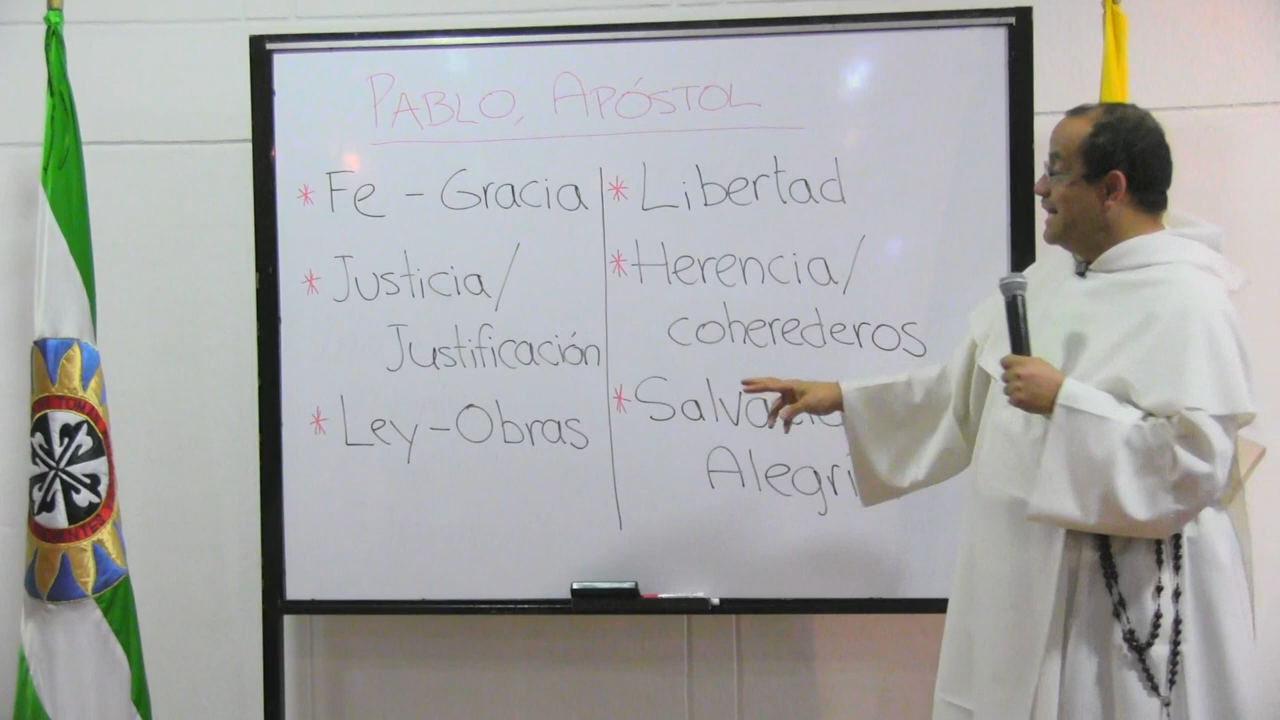 PABLO, APÓSTOL
* Fe - Gracia
* Justicia/
Justificación
* Ley - Obras
* Libertad
* Herencia/
coherederos